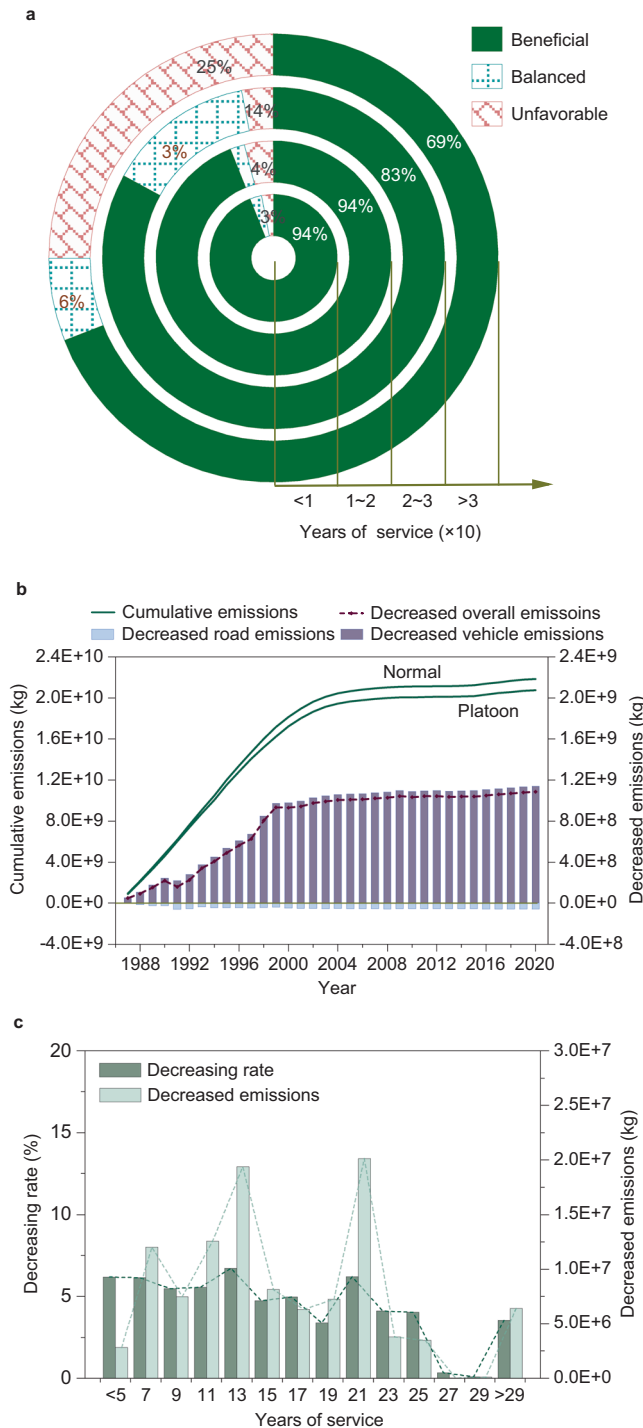 a
Beneficial
Balanced
Unfavorable
25%
14%
3%
4%
3%
6%
69%
83%
94%
94%
<1 1~2 2~3 >3
Years of service (×10)
b
Cumulative emissions
Decreased overall emissoins
Decreased road emissions
Decreased vehicle emissions
2.4E+10
2.0E+10
1.6E+10
1.2E+10
8.0E+9
4.0E+9
0.0E+0
-4.0E+9
Cumulative emissions (kg)
Normal
Platoon
2.4E+9
2.0E+9
1.6E+9
1.2E+9
8.0E+8
4.0E+8
0.0E+0
-4.0E+8
Decreased emissions (kg)
1988 1992 1996 2000 2004 2008 2012 2016 2020
Year
c
Decreasing rate
Decreased emissions
20
15
10
5
0
Decreasing rate (%)
3.0E+7
2.5E+7
2.0E+7
1.5E+7
1.0E+7
5.0E+6
0.0E+0
Decreased emissions (kg)
<5 7 9 11 13 15 17 19 21 23 25 27 29 >29
Years of service